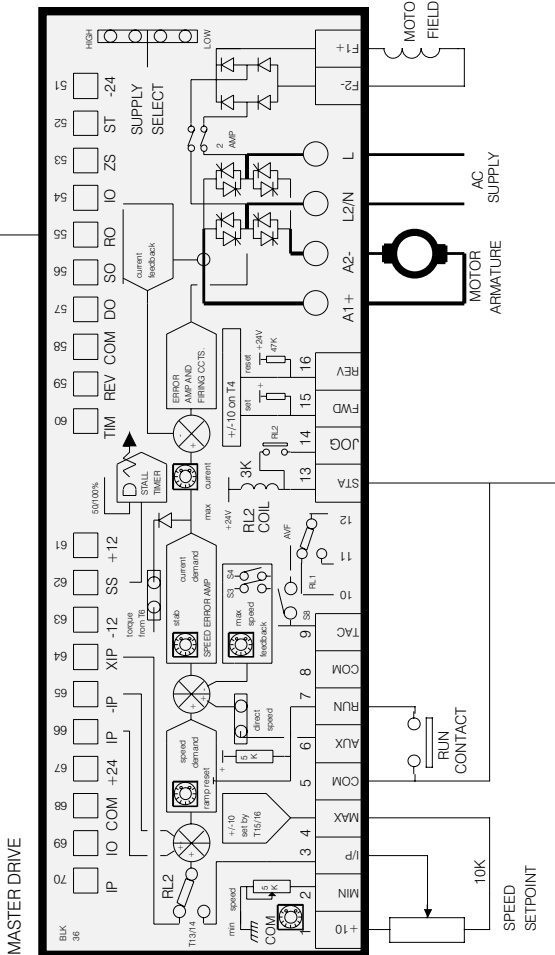 MASTER DRIVE
BLK
36
HIGH
LOW
SUPPLY
SELECT
51
-24
52
ST
53
ZS
54
IO
55
RO
56
SO
57
DO
58
COM
59
REV
60
TIM
61
+12
62
SS
63
-12
64
XIP
65
-IP
66
IP
67
+24
68
COM
69
IO
70
IP
MOTO
FIELD
F1+
F2-
2
AMP
L
L2/N
A2-
A1+
AC
SUPPLY
MOTOR
ARMATURE
current
feedback
ERROR
AMP AND
FIRING CCTS.
+/-10 on T4
reset
+24V
47K
set
+
16
REV
15
FWD
14
JOG
13
STA
RL2
3K
+24V
RL2
COIL
50/100%
STALL
TIMER
max
current
+
-
torque
from T6
current
demand
stab
SPEED ERROR AMP
S4
S3
max
speed
feedback
AVF
RL1
12
11
10
S8
9
TAC
8
COM
7
RUN
6
AUX
5
COM
4
MAX
3
I/P
2
MIN
1
+10
direct
speed
+
5
K
speed
demand
ramp reset
+/-10
set by
T15/16
RL2
T13/14
min
speed
5
K
COM
RUN
CONTACT
10K
SPEED
SETPOINT